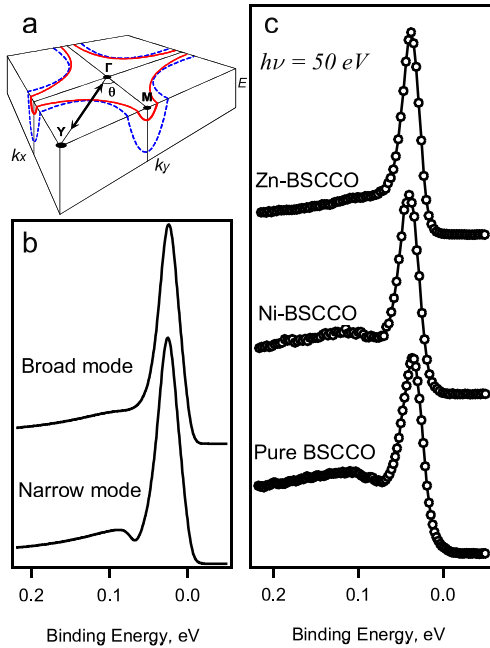 a
Γ
θ
M
Y
E
kx
ky
b
Broad mode
Narrow mode
0.2 0.1 0.0
Binding Energy, eV
c
hν = 50 eV
Zn-BSCCO
Ni-BSCCO
Pure BSCCO
0.2 0.1 0.0
Binding Energy, eV